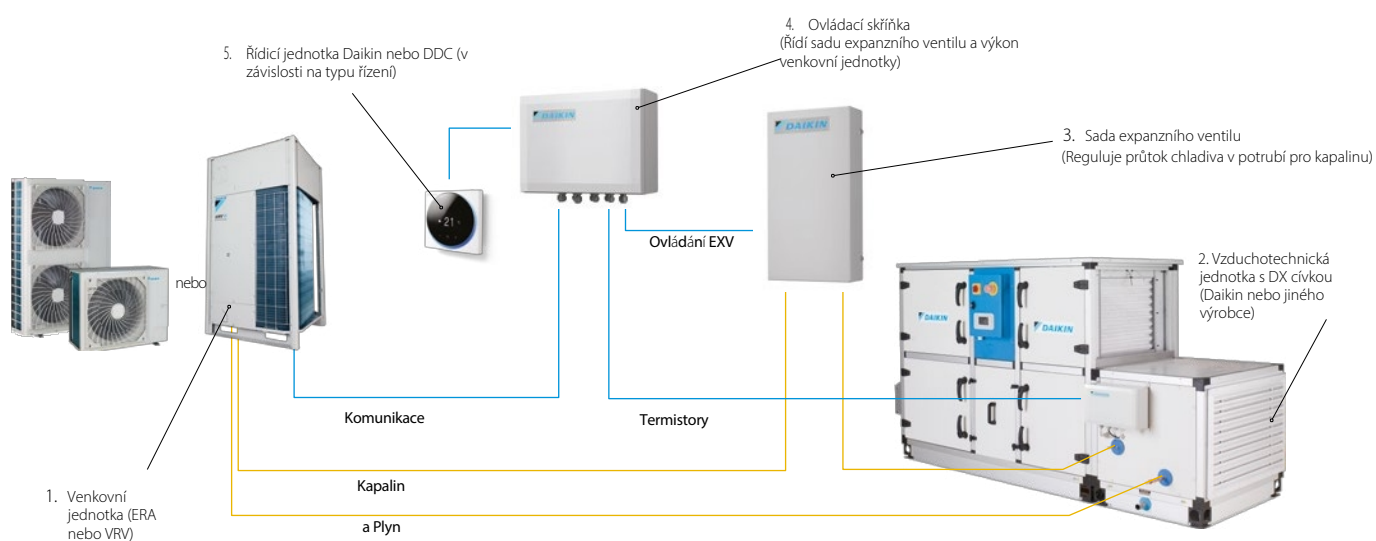 4. Ovládací skříňka
(Řídí sadu expanzního ventilu a výkon
venkovní jednotky)
5. Řídicí jednotka Daikin nebo DDC (v
závislosti na typu řízení)
DAIKIN
DAIKIN
3. Sada expanzního ventilu
(Reguluje průtok chladiva v potrubí pro kapalinu)
21
Ovládání EXV
nebo
2. Vzduchotechnická
jednotka s DX cívkou
(Daikin nebo jiného
výrobce)
DAIKIN
DAIKIN
Komunikace
Termistory
Kapalin
a Plyn
1. Venkovní
jednotka (ERA
nebo VRV)